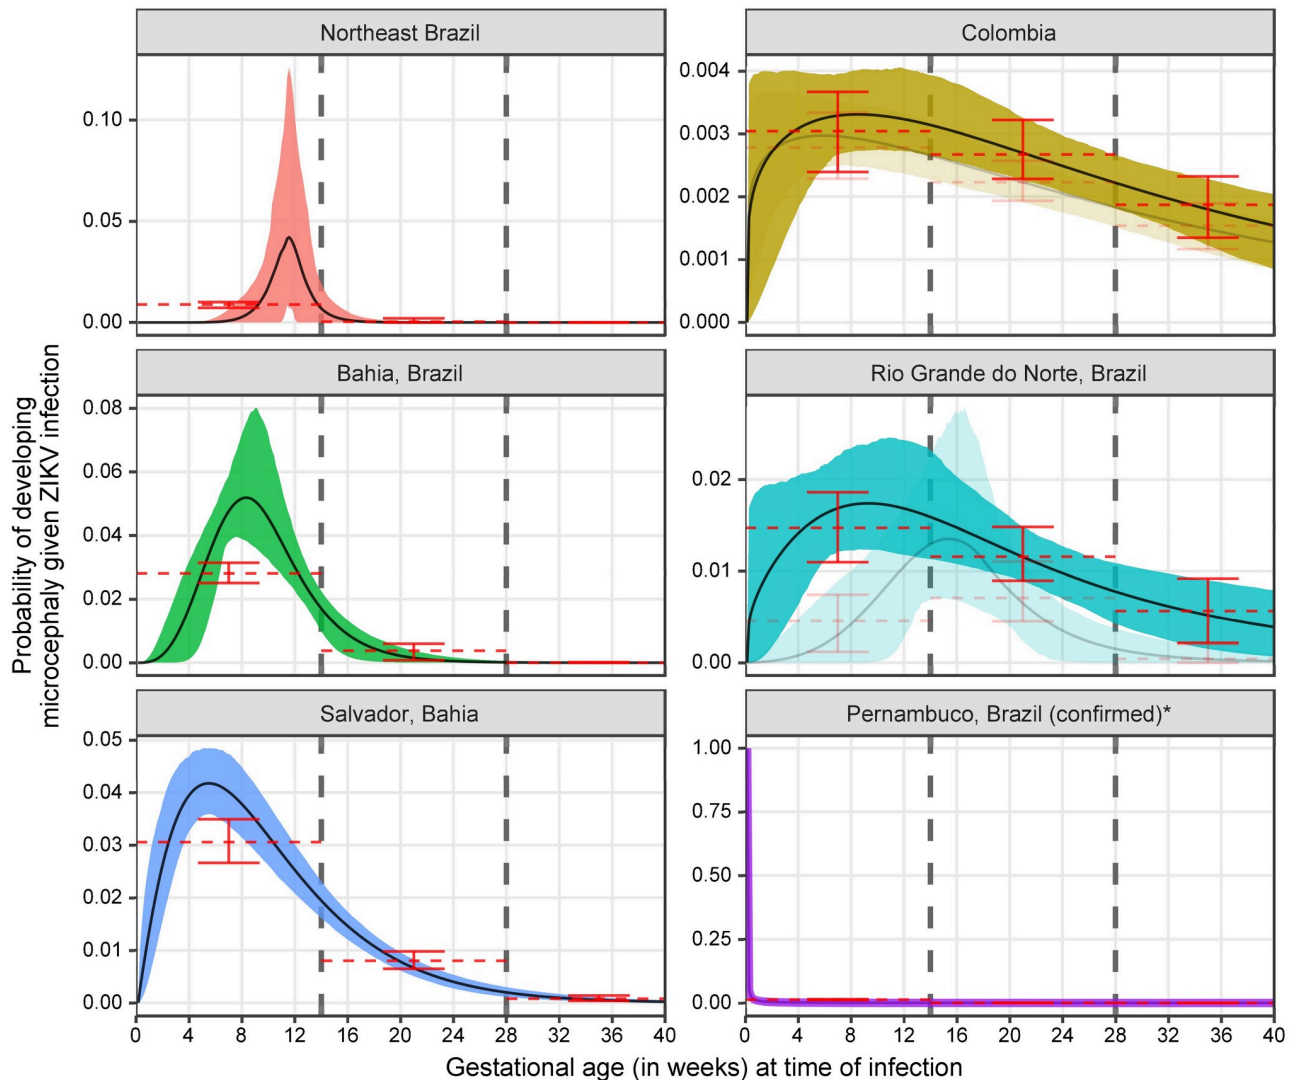 Northeast Brazil
0.10
0.05
0.00
Colombia
0.004
0.003
0.002
0.001
0.000
Bahia, Brazil
0.08
0.06
0.04
0.02
0.00
Rio Grande do Norte, Brazil
0.02
0.01
0.00
Salvador, Bahia
0.05
0.04
0.03
0.02
0.01
0.00
0 4 8 12 16 20 24 28 32 36 40
Pernambuco, Brazil (confirmed)*
1.00
0.75
0.50
0.25
0.00
0 4 8 12 16 20 24 28 32 36 40
Probability of developing
microcephaly given ZIKV infection
Gestational age (in weeks) at time of infection